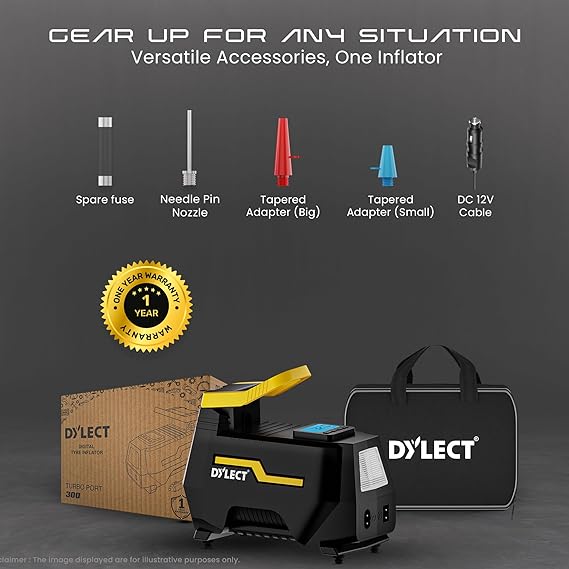 GEAR UP FOR ANY SITUATION
Versatile Accessories, One Inflator
Spare fuse
Needle Pin
Nozzle
Tapered
Adapter (Big)
Tapered
Adapter (Small)
DC 12V
Cable
ONE YEAR WARRANTY
1
YEAR
WARRANTY
DYLECT
DIGITAL
TYRE INFLATOR
TURBO PORT
300
1
DYLECT
DYLECT®
claimer : The image displayed are for illustrative purposes only.